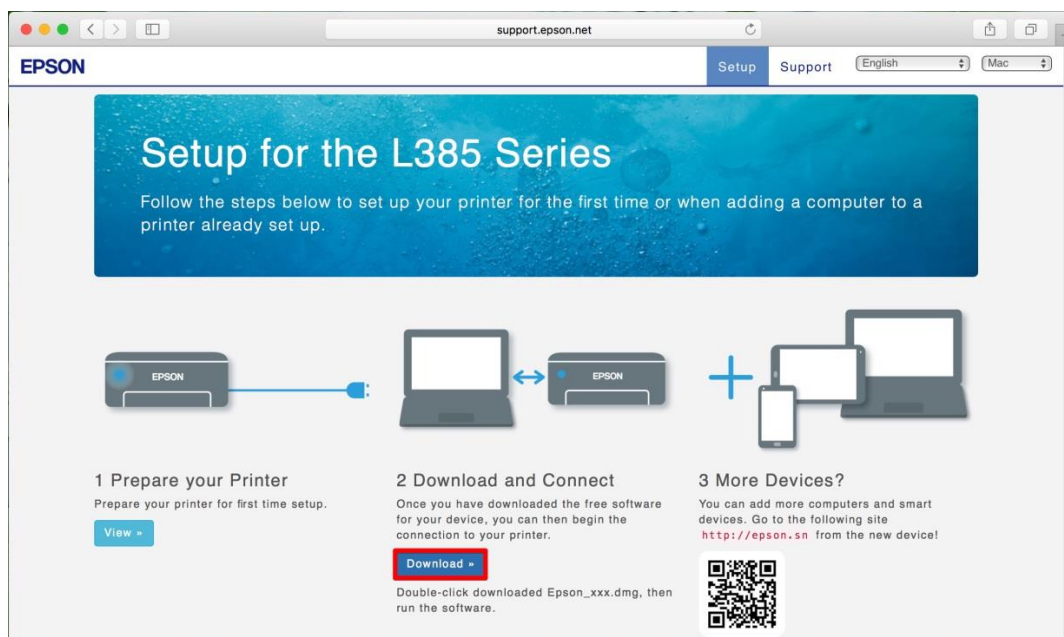 support.epson.net
EPSON
Setup
Support
English
Mac
Setup for the L385 Series
Follow the steps below to set up your printer for the first time or when adding a computer to a
printer already set up.
EPSON
EPSON
1 Prepare your Printer
Prepare your printer for first time setup.
View »
2 Download and Connect
Once you have downloaded the free software
for your device, you can then begin the
connection to your printer.
Download »
Double-click downloaded Epson_xxx.dmg, then
run the software.
3 More Devices?
You can add more computers and smart
devices. Go to the following site
http://epson.sn from the new device!